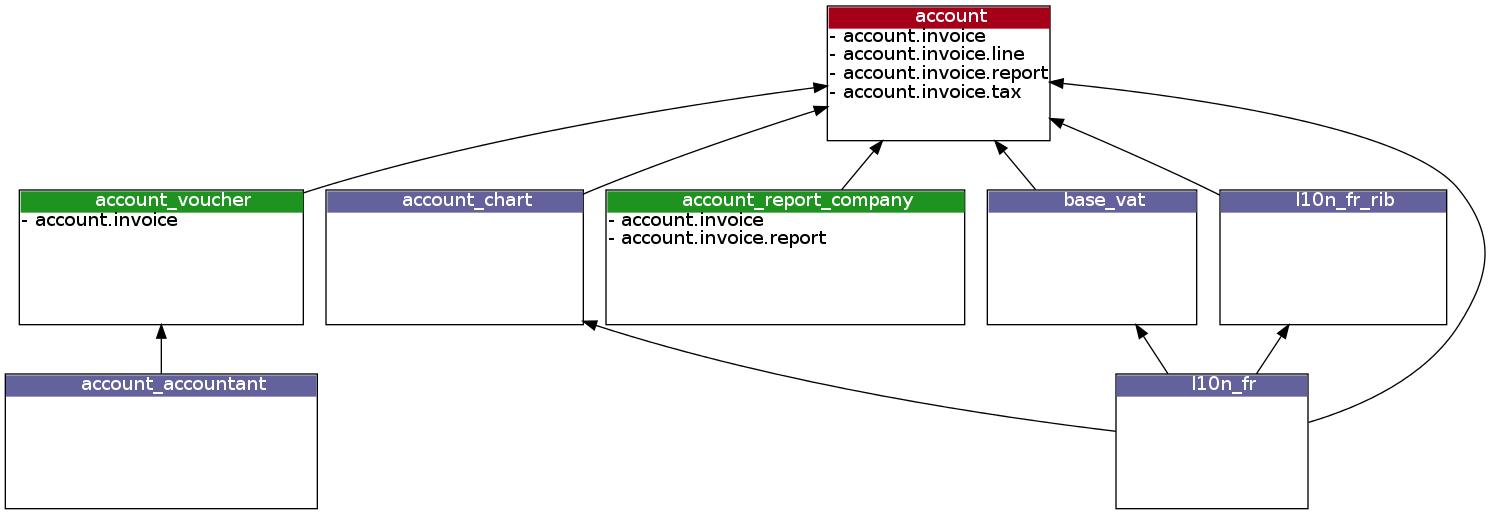 account
- account.invoice
- account.invoice.line
- account.invoice.report
- account.invoice.tax
account_voucher
- account.invoice
account_chart
account_report_company
- account.invoice
- account.invoice.report
base_vat
l10n_fr_rib
account_accountant
l10n_fr